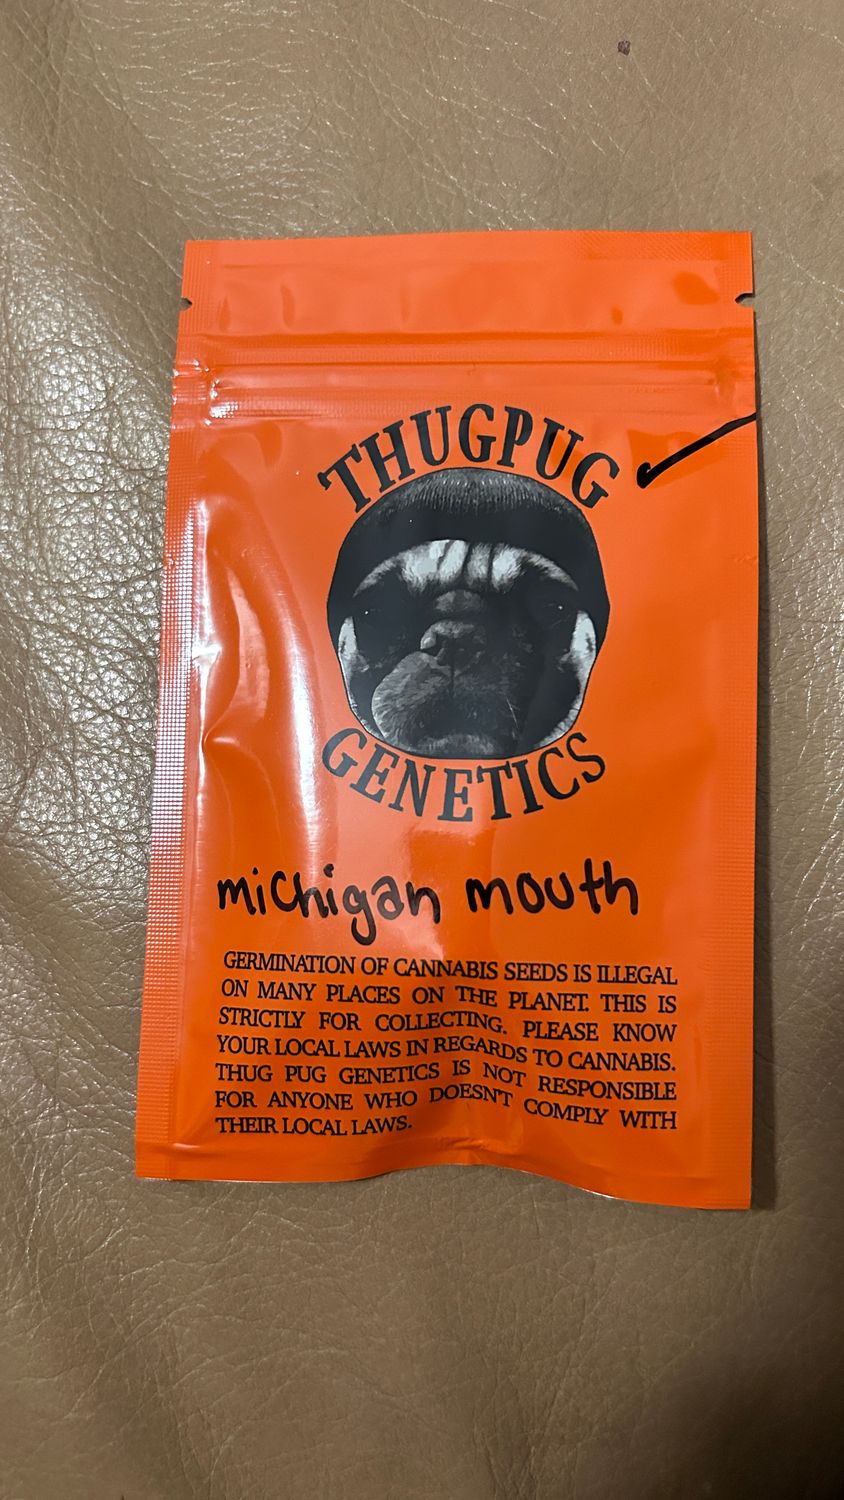 THUGPUG
GENETICS
michigan mouth
GERMINATION OF CANNABIS SEEDS IS ILLEGAL
ON MANY PLACES ON THE PLANET. THIS IS
STRICTLY FOR COLLECTING. PLEASE KNOW
YOUR LOCAL LAWS IN REGARDS TO CANNABIS.
THUG PUG GENETICS IS NOT RESPONSIBLE
FOR ANYONE WHO DOESN'T COMPLY WITH
THEIR LOCAL LAWS.